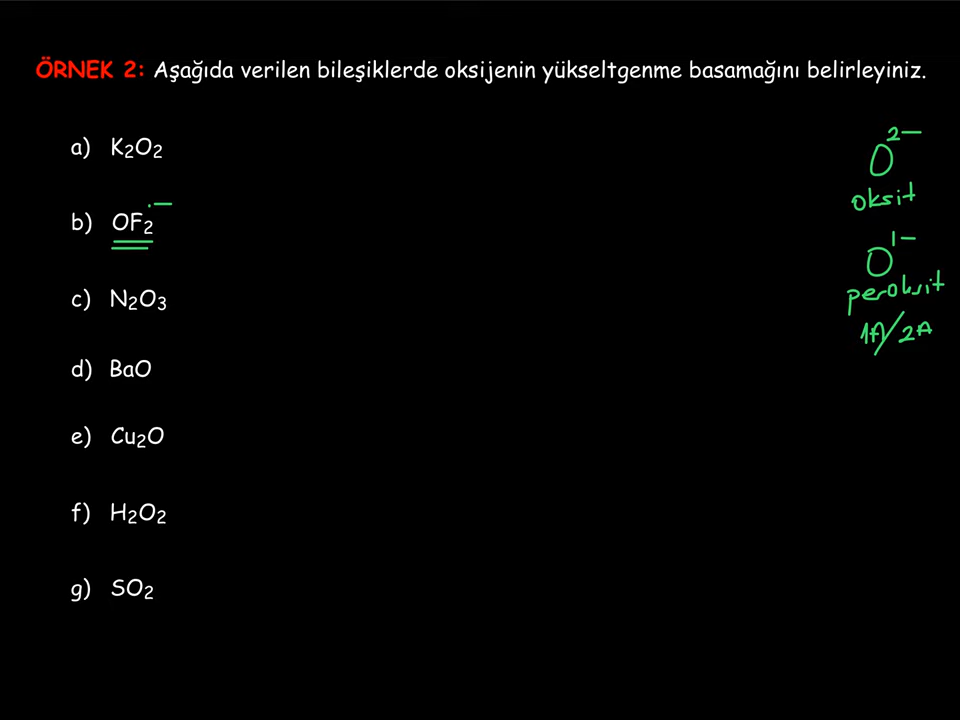 ÖRNEK 2: Aşağıda verilen bileşiklerde oksijenin yükseltgenme basamağını belirleyiniz.
a) K₂O₂
b) OF₂ –
c) N₂O₃
d) BaO
e) Cu₂O
f) H₂O₂
g) SO₂
O²⁻
oksit
O¹⁻
peroksit
1A/2A